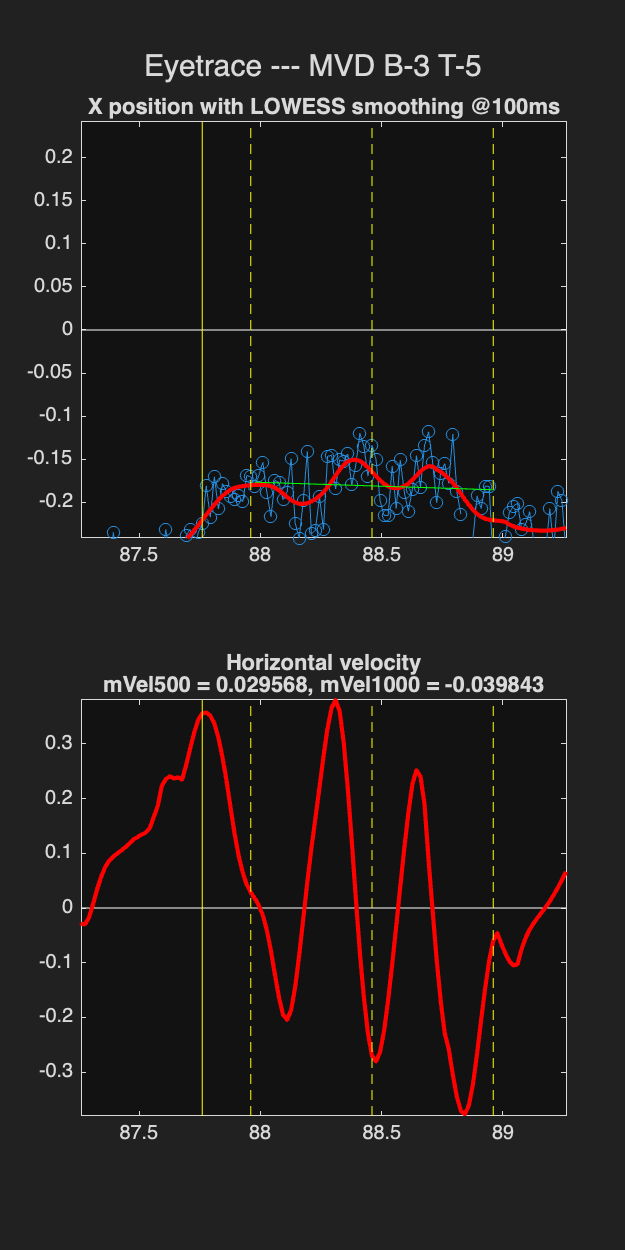 Eyetrace --- MVD B-3 T-5
X position with LOWESS smoothing @100ms
0.2
0.15
0.1
0.05
0
-0.05
-0.1
-0.15
-0.2
87.5 88 88.5 89
Horizontal velocity
mVel500 = 0.029568, mVel1000 = -0.039843
0.3
0.2
0.1
0
-0.1
-0.2
-0.3
87.5 88 88.5 89